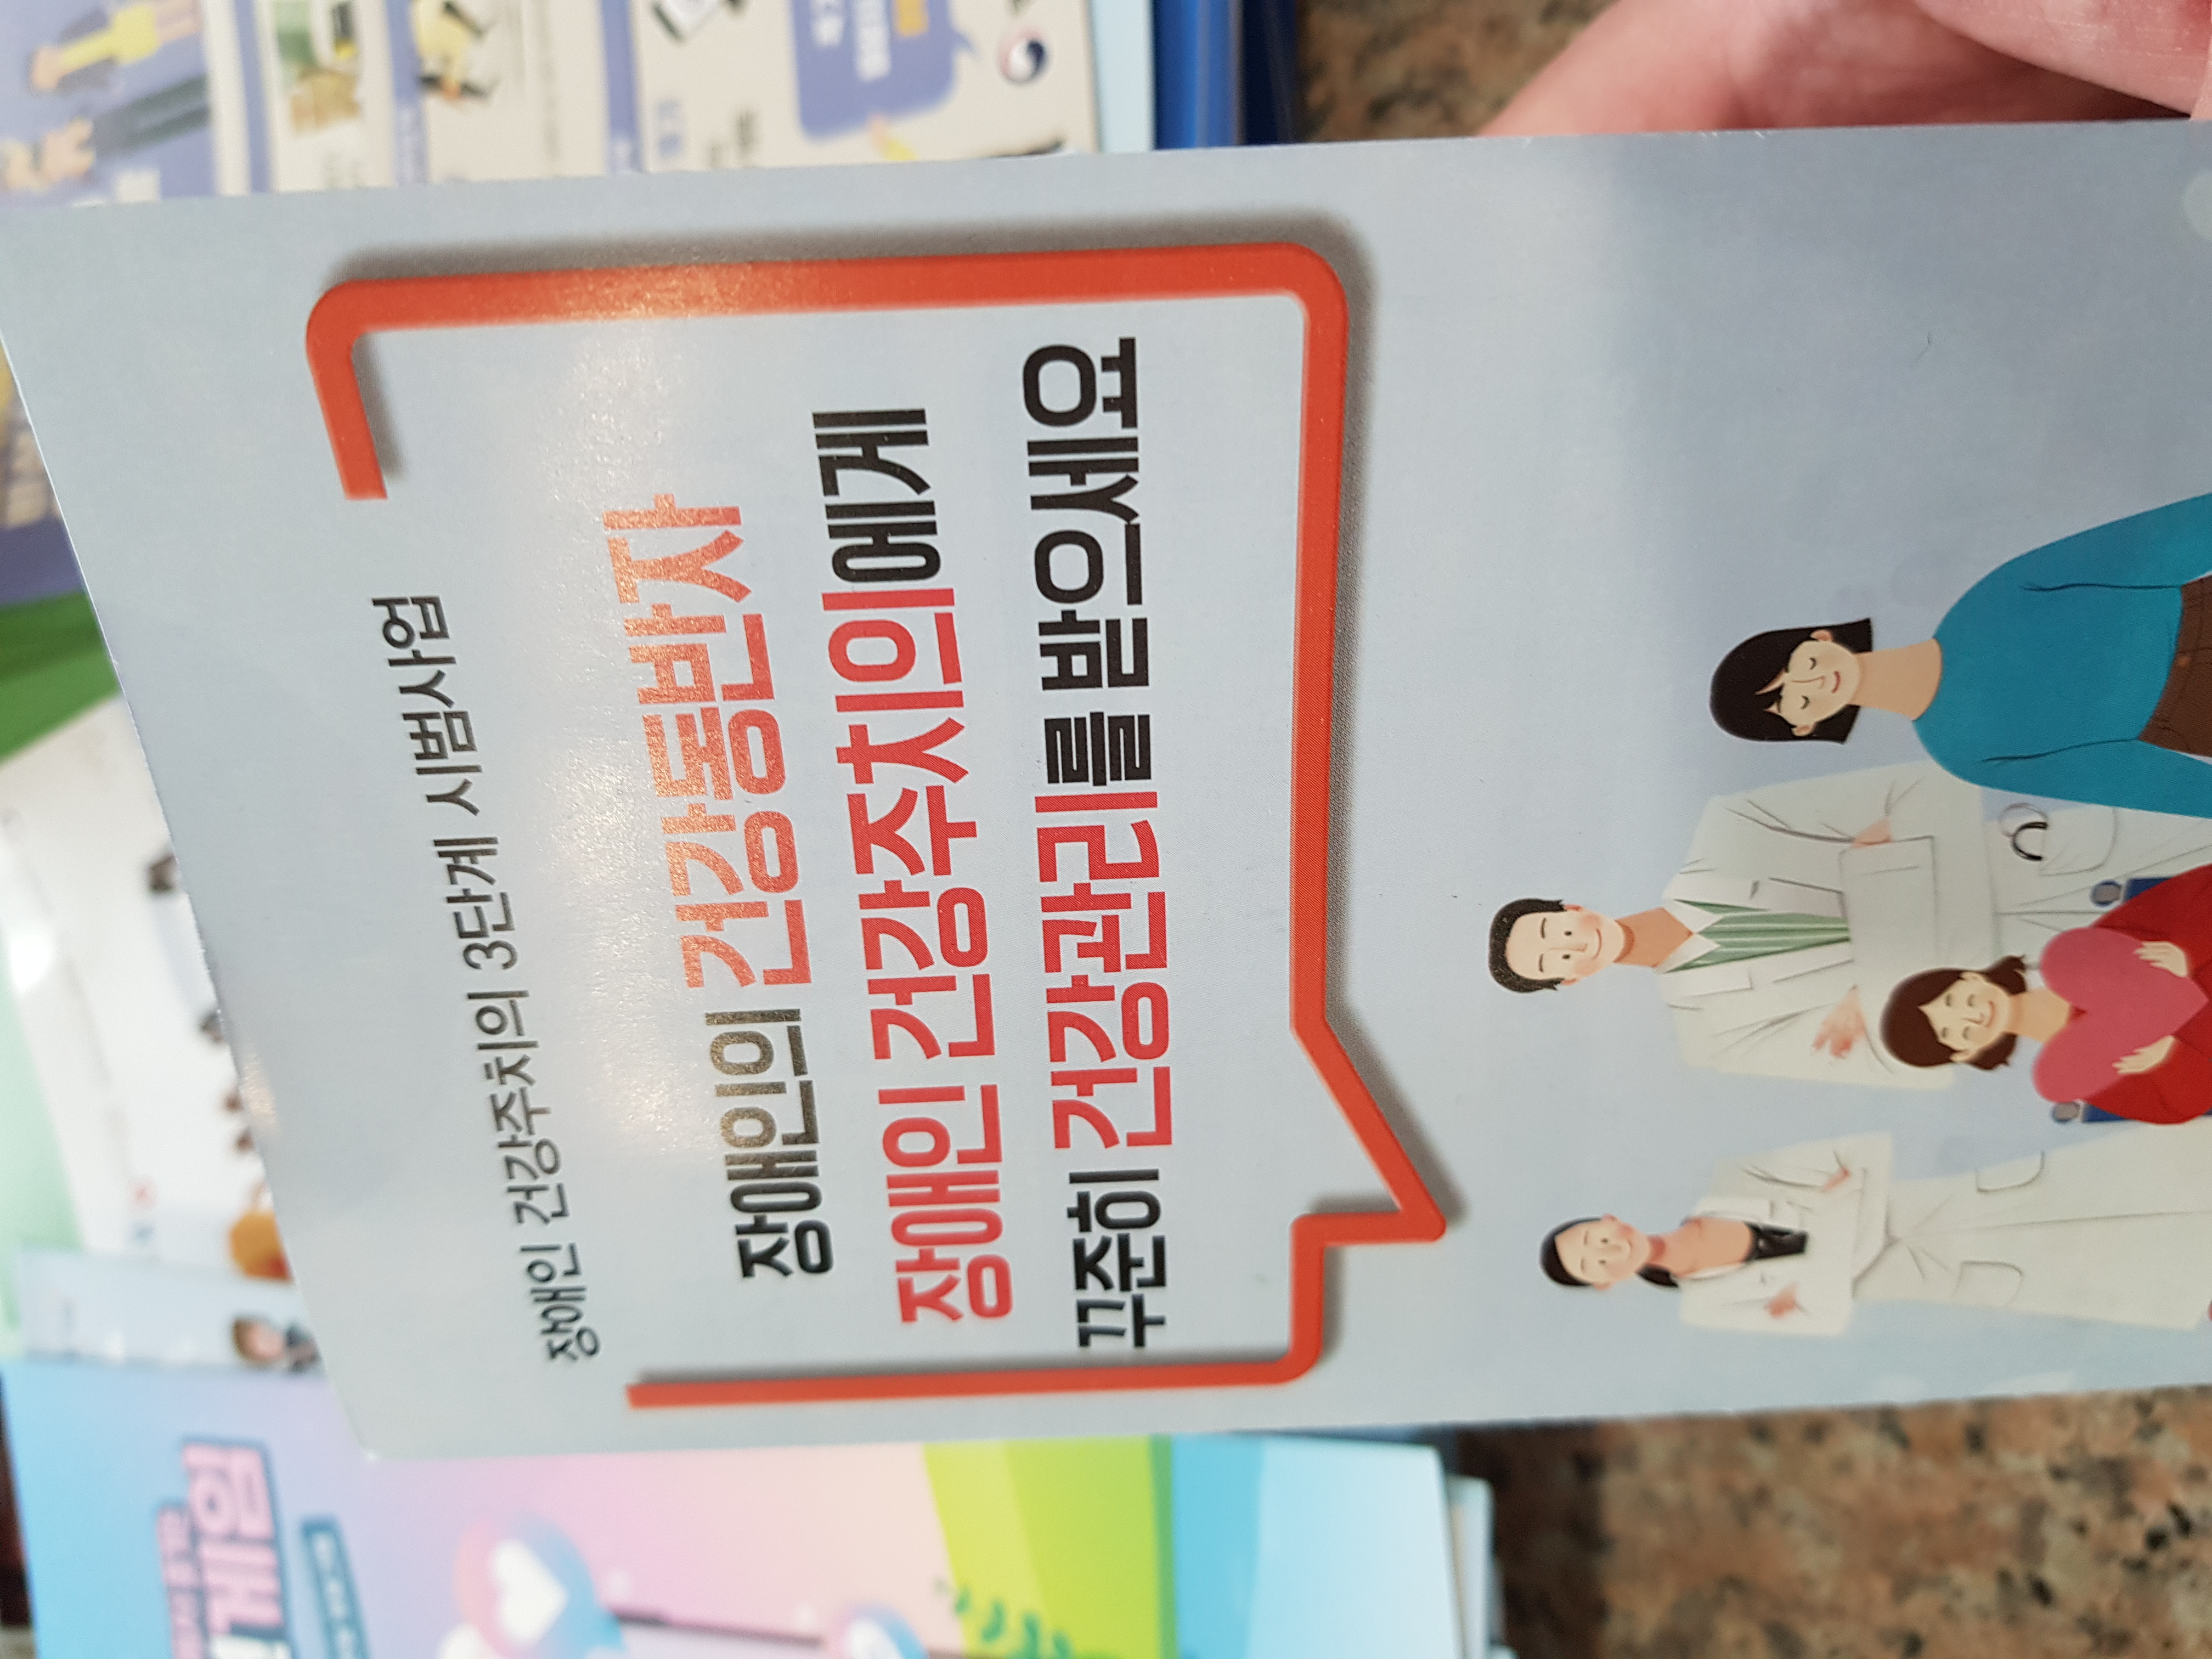 장애인 건강주치의 3단계 시범사업
장애인의 건강동반자
장애인 건강주치의에게
꾸준히 건강관리를 받으세요
게임